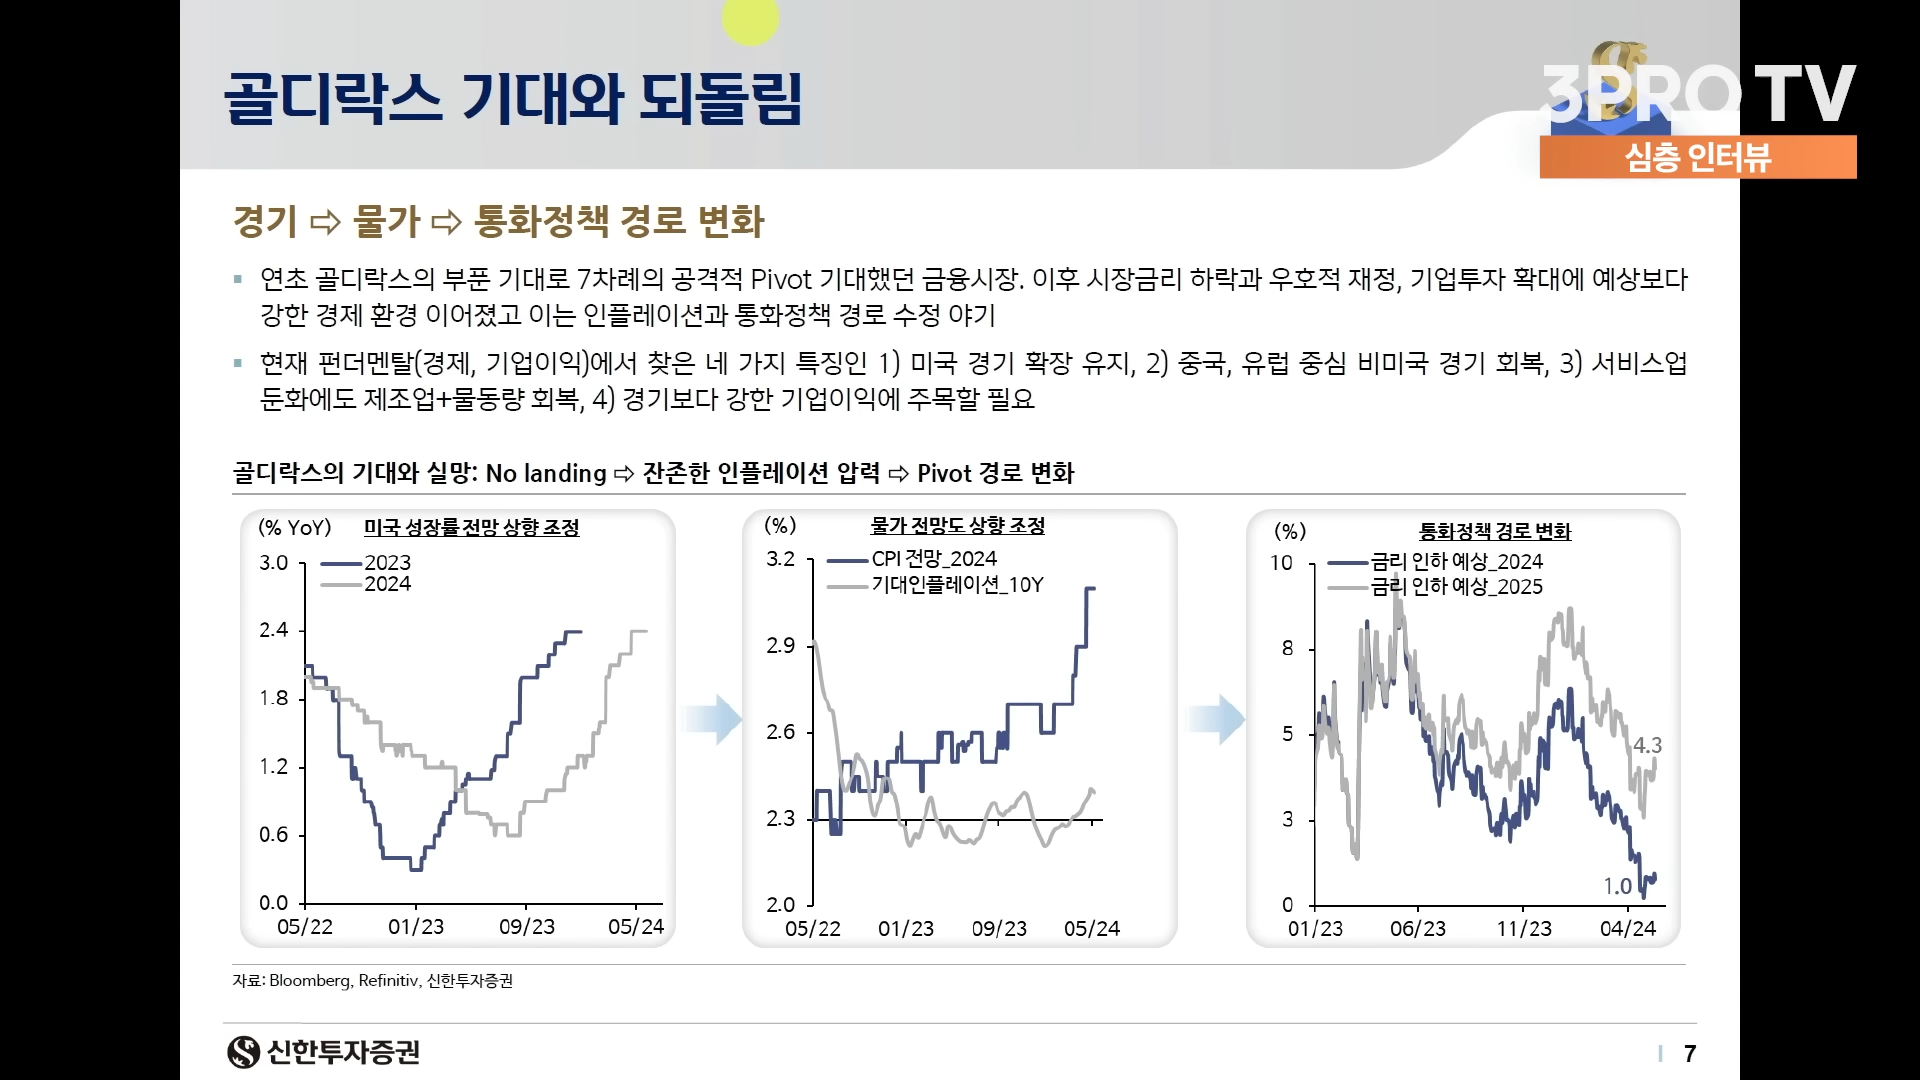 골디락스 기대와 되돌림
3PRO TV
심층 인터뷰
경기 ⇨ 물가 ⇨ 통화정책 경로 변화
▪ 연초 골디락스의 부푼 기대로 7차례의 공격적 Pivot 기대했던 금융시장. 이후 시장금리 하락과 우호적 재정, 기업투자 확대에 예상보다
강한 경제 환경 이어졌고 이는 인플레이션과 통화정책 경로 수정 야기
▪ 현재 펀더멘탈(경제, 기업이익)에서 찾은 네 가지 특징인 1) 미국 경기 확장 유지, 2) 중국, 유럽 중심 비미국 경기 회복, 3) 서비스업
둔화에도 제조업+물동량 회복, 4) 경기보다 강한 기업이익에 주목할 필요
골디락스의 기대와 실망: No landing ⇨ 잔존한 인플레이션 압력 ⇨ Pivot 경로 변화
(% YoY) 미국 성장률 전망 상향 조정
2023
2024
3.0
2.4
1.8
1.2
0.6
0.0
05/22 01/23 09/23 05/24
(%) 물가 전망도 상향 조정
CPI 전망_2024
기대인플레이션_10Y
3.2
2.9
2.6
2.3
2.0
05/22 01/23 09/23 05/24
(%) 통화정책 경로 변화
금리 인하 예상_2024
금리 인하 예상_2025
10
8
5
3
0
4.3
1.0
01/23 06/23 11/23 04/24
자료: Bloomberg, Refinitiv, 신한투자증권
신한투자증권
7